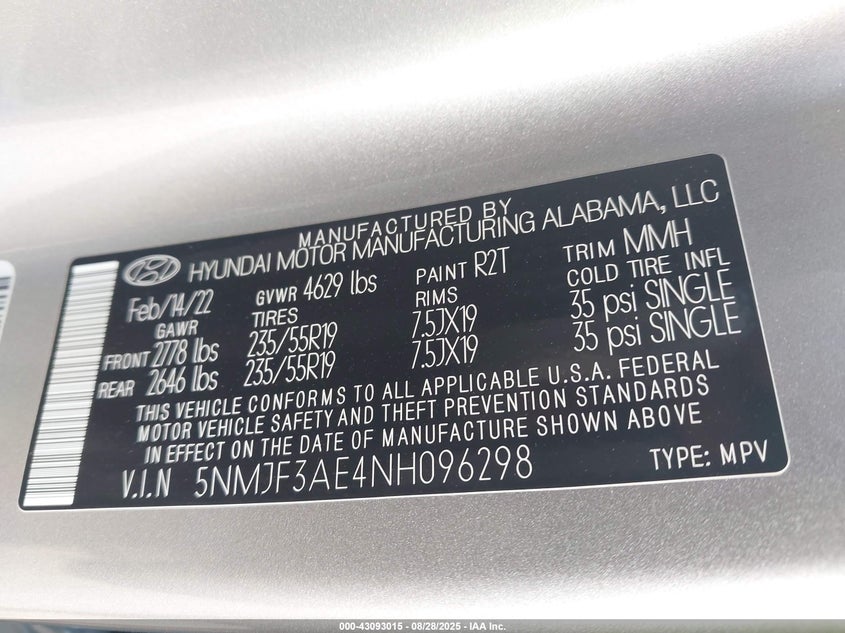 MANUFACTURED BY
HYUNDAI MOTOR MANUFACTURING ALABAMA, LLC
Feb/14/22 GVWR 4629 lbs PAINT R2T TRIM MMH
GAWR TIRES RIMS COLD TIRE INFL
FRONT 2778 lbs 235/55R19 7.5JX19 35 psi SINGLE
REAR 2646 lbs 235/55R19 7.5JX19 35 psi SINGLE
THIS VEHICLE CONFORMS TO ALL APPLICABLE U.S.A. FEDERAL
MOTOR VEHICLE SAFETY AND THEFT PREVENTION STANDARDS
IN EFFECT ON THE DATE OF MANUFACTURE SHOWN ABOVE
V.I.N 5NMJF3AE4NH096298 TYPE: MPV
000-43093015 - 08/28/2025 - IAA Inc.